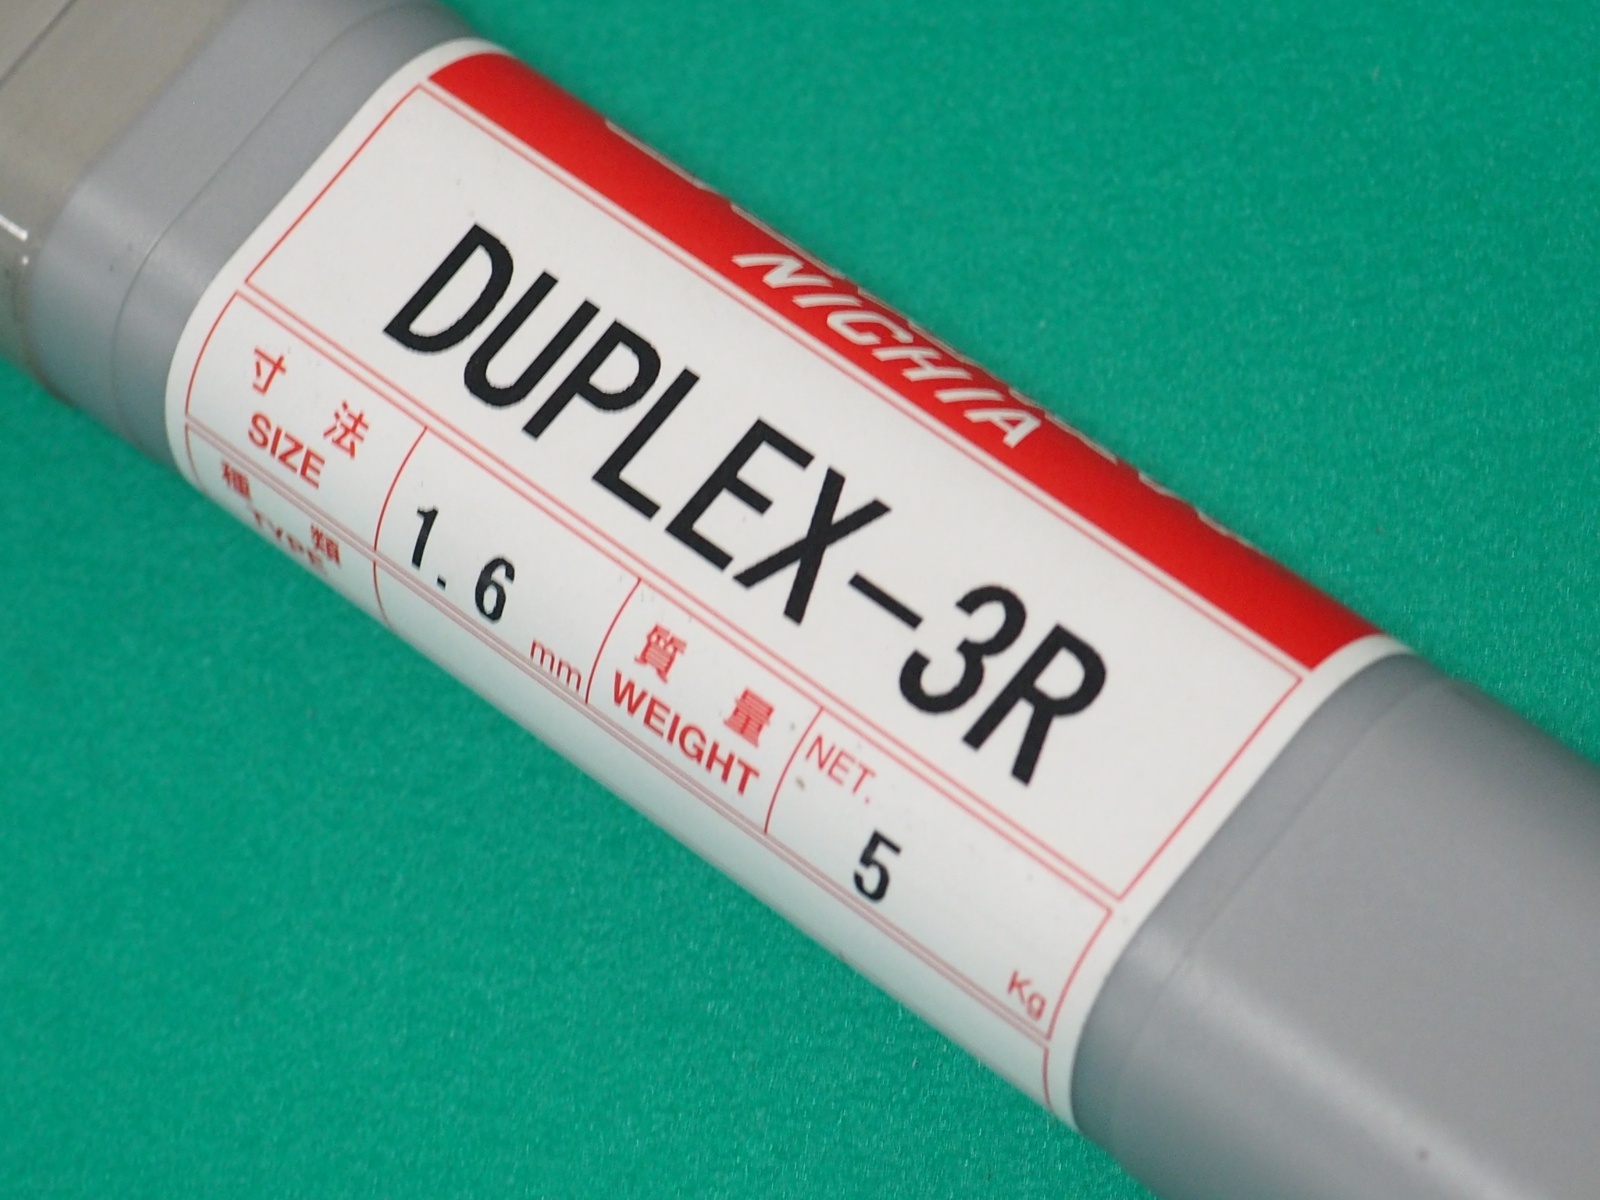 NICHIA
DUPLEX-3R
寸法 1.6 mm 質量 NET. 5 Kg
SIZE WEIGHT
種類
TYPE